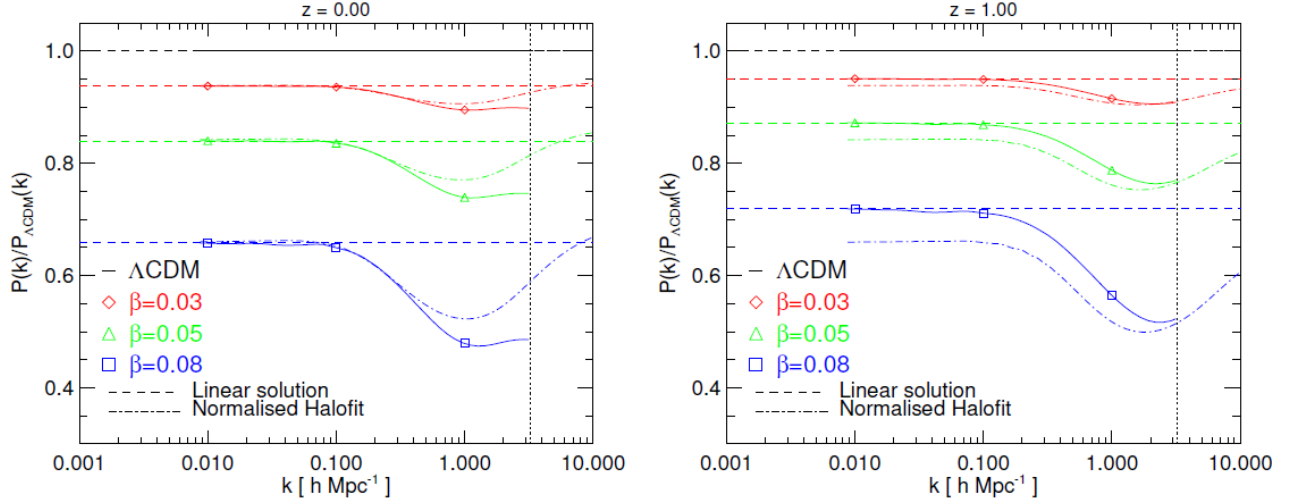 z = 0.00
P(k)/P_ΛCDM(k)
1.0
0.8
0.6
0.4
ΛCDM
β=0.03
β=0.05
β=0.08
Linear solution
Normalised Halofit
0.001 0.010 0.100 1.000 10.000
k [ h Mpc⁻¹ ]
z = 1.00
P(k)/P_ΛCDM(k)
1.0
0.8
0.6
0.4
ΛCDM
β=0.03
β=0.05
β=0.08
Linear solution
Normalised Halofit
0.001 0.010 0.100 1.000 10.000
k [ h Mpc⁻¹ ]